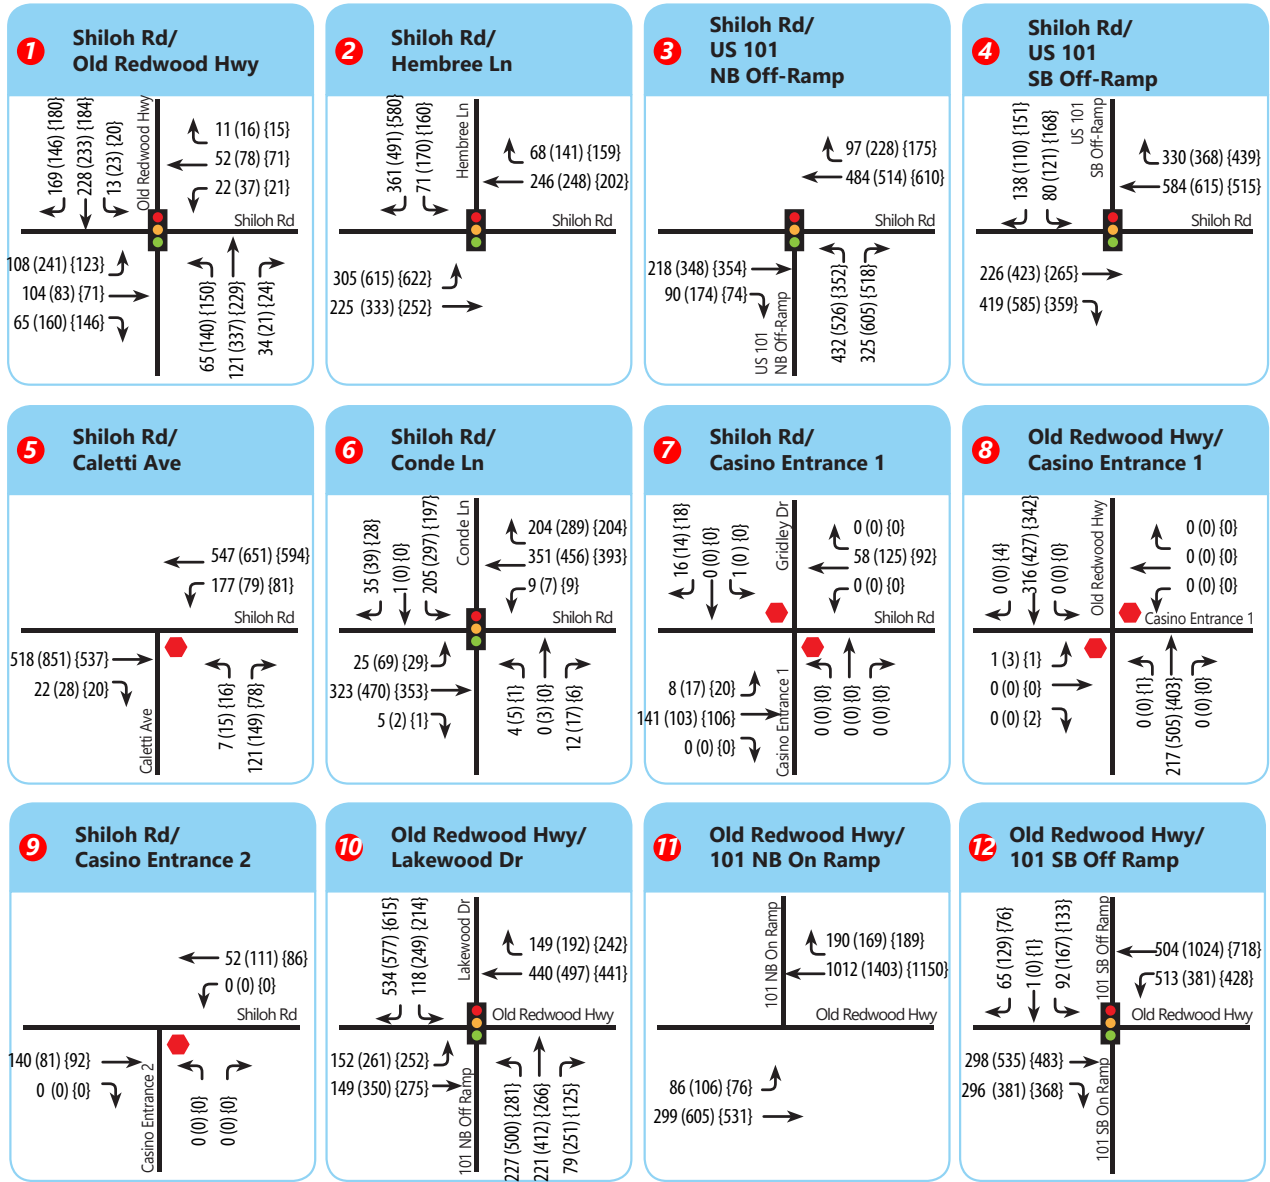 1
Shiloh Rd/
Old Redwood Hwy
169 (146) {180}
228 (233) {184}
13 (23) {20}
Old Redwood Hwy
11 (16) {15}
52 (78) {71}
22 (37) {21}
Shiloh Rd
108 (241) {123}
104 (83) {71}
65 (160) {146}
65 (140) {150}
121 (337) {229}
34 (21) {24}
2
Shiloh Rd/
Hembree Ln
361 (491) {580}
71 (170) {160}
Hembree Ln
68 (141) {159}
246 (248) {202}
Shiloh Rd
305 (615) {622}
225 (333) {252}
3
Shiloh Rd/
US 101
NB Off-Ramp
97 (228) {175}
484 (514) {610}
Shiloh Rd
218 (348) {354}
90 (174) {74}
US 101
NB Off-Ramp
432 (526) {352}
325 (605) {518}
4
Shiloh Rd/
US 101
SB Off-Ramp
138 (110) {151}
80 (121) {168}
US 101
SB Off-Ramp
330 (368) {439}
584 (615) {515}
Shiloh Rd
226 (423) {265}
419 (585) {359}
5
Shiloh Rd/
Caletti Ave
547 (651) {594}
177 (79) {81}
Shiloh Rd
518 (851) {537}
22 (28) {20}
Caletti Ave
7 (15) {16}
121 (149) {78}
6
Shiloh Rd/
Conde Ln
35 (39) {28}
1 (0) {0}
205 (297) {197}
Conde Ln
204 (289) {204}
351 (456) {393}
9 (7) {9}
Shiloh Rd
25 (69) {29}
323 (470) {353}
5 (2) {1}
4 (5) {1}
0 (3) {0}
12 (17) {6}
7
Shiloh Rd/
Casino Entrance 1
16 (14) {18}
0 (0) {0}
1 (0 ) {0}
Gridley Dr
0 (0) {0}
58 (125) {92}
0 (0) {0}
Shiloh Rd
8 (17) {20}
141 (103) {106}
0 (0) {0}
Casino Entrance 1
0 (0) {0}
0 (0) {0}
0 (0) {0}
8
Old Redwood Hwy/
Casino Entrance 1
0 (0) {4}
316 (427) {342}
0 (0) {0}
Old Redwood Hwy
0 (0) {0}
0 (0) {0}
0 (0) {0}
Casino Entrance 1
1 (3) {1}
0 (0) {0}
0 (0) {2}
0 (0) {1}
217 (505) {403}
0 (0) {0}
9
Shiloh Rd/
Casino Entrance 2
52 (111) {86}
0 (0) {0}
Shiloh Rd
140 (81) {92}
0 (0) {0}
Casino Entrance 2
0 (0) {0}
0 (0) {0}
10
Old Redwood Hwy/
Lakewood Dr
534 (577) {615}
118 (249) {214}
Lakewood Dr
149 (192) {242}
440 (497) {441}
Old Redwood Hwy
152 (261) {252}
149 (350) {275}
101 NB Off Ramp
227 (500) {281}
221 (412) {266}
79 (251) {125}
11
Old Redwood Hwy/
101 NB On Ramp
101 NB On Ramp
190 (169) {189}
1012 (1403) {1150}
Old Redwood Hwy
86 (106) {76}
299 (605) {531}
12
Old Redwood Hwy/
101 SB Off Ramp
65 (129) {76}
1 (0) {1}
92 (167) {133}
101 SB Off Ramp
504 (1024) {718}
513 (381) {428}
Old Redwood Hwy
298 (535) {483}
296 (381) {368}
101 SB On Ramp